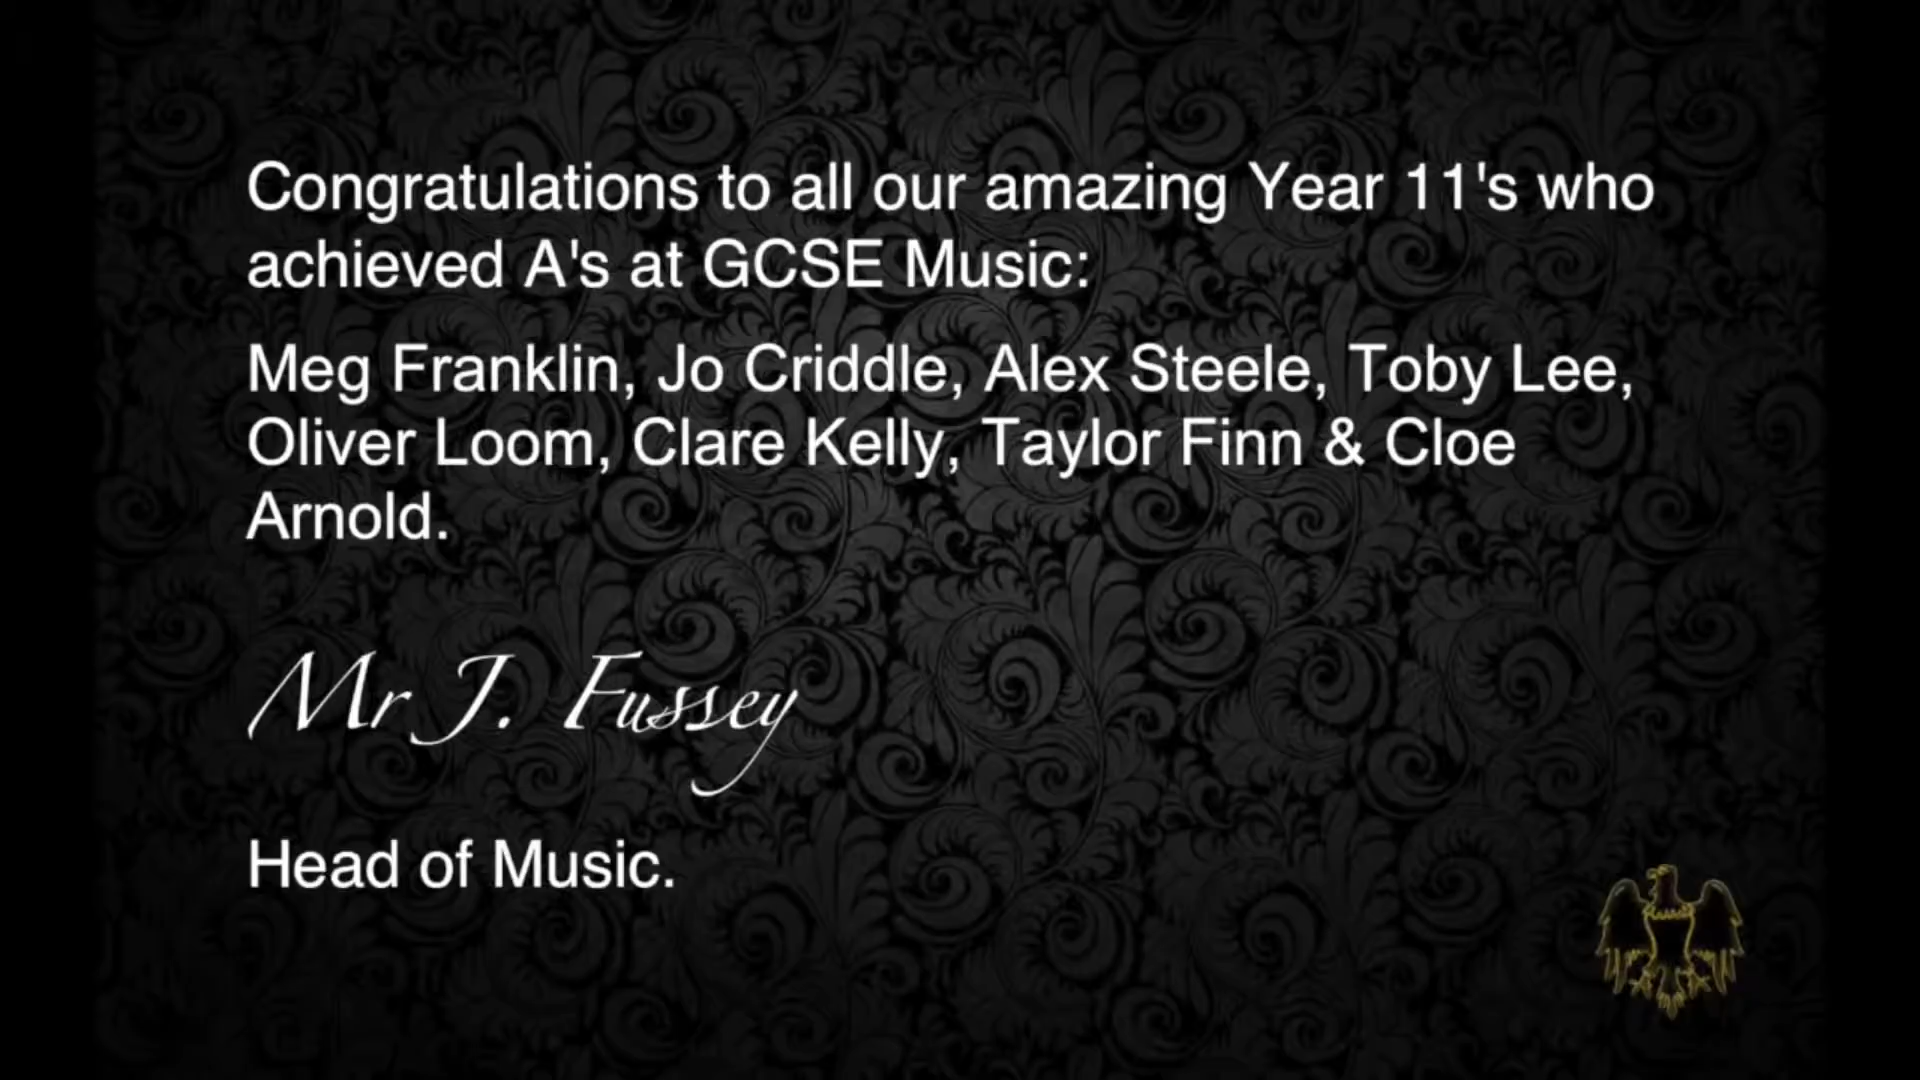 Congratulations to all our amazing Year 11's who
achieved A's at GCSE Music:
Meg Franklin, Jo Criddle, Alex Steele, Toby Lee,
Oliver Loom, Clare Kelly, Taylor Finn & Cloe
Arnold.
Mr J. Fussey
Head of Music.